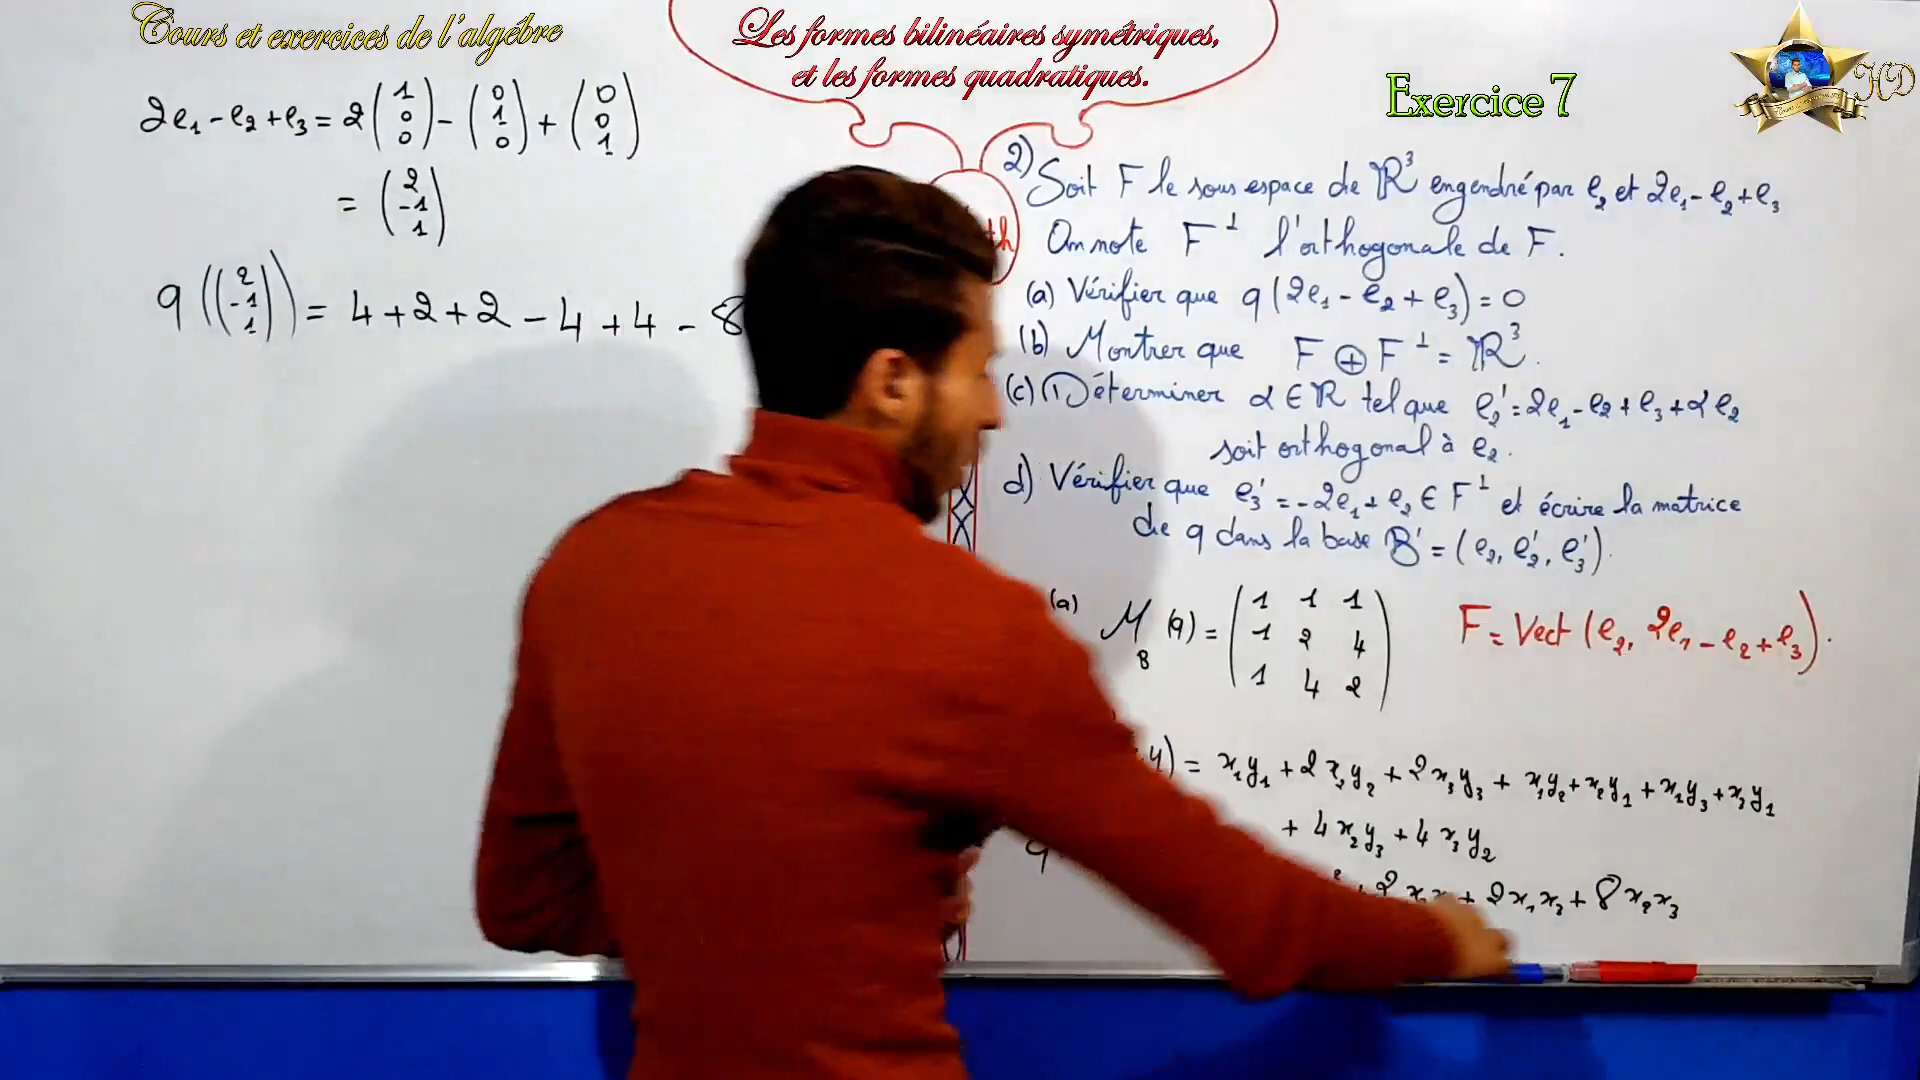 Cours et exercices de l'algébre
Les formes bilinéaires symétriques,
et les formes quadratiques.
Exercice 7
HD
2e₁ - e₂ + e₃ = 2 (1 0 0) - (0 1 0) + (0 0 1)
= (2 -1 1)
q((2 -1 1)) = 4 + 2 + 2 - 4 + 4 - 8
2) Soit F le sous espace de ℝ³ engendré par e₂ et 2e₁ - e₂ + e₃
On note F⊥ l'orthogonale de F.
(a) Vérifier que q(2e₁ - e₂ + e₃) = 0
(b) Montrer que F ⊕ F⊥ = ℝ³.
(c) Déterminer α ∈ ℝ tel que e₂' = 2e₁ - e₂ + e₃ + α e₂
soit orthogonal à e₂.
d) Vérifier que e₃' = -2e₁ + e₂ ∈ F⊥ et écrire la matrice
de q dans la base B' = (e₂, e₂', e₃').
(a) M_B (q) = (1 1 1
1 2 4
1 4 2)
F = Vect (e₂, 2e₁ - e₂ + e₃).
y) = x₁y₁ + 2x₂y₂ + 2x₃y₃ + x₁y₂ + x₂y₁ + x₁y₃ + x₃y₁
+ 4x₂y₃ + 4x₃y₂
q
+ 2x₁x₃ + 8x₂x₃